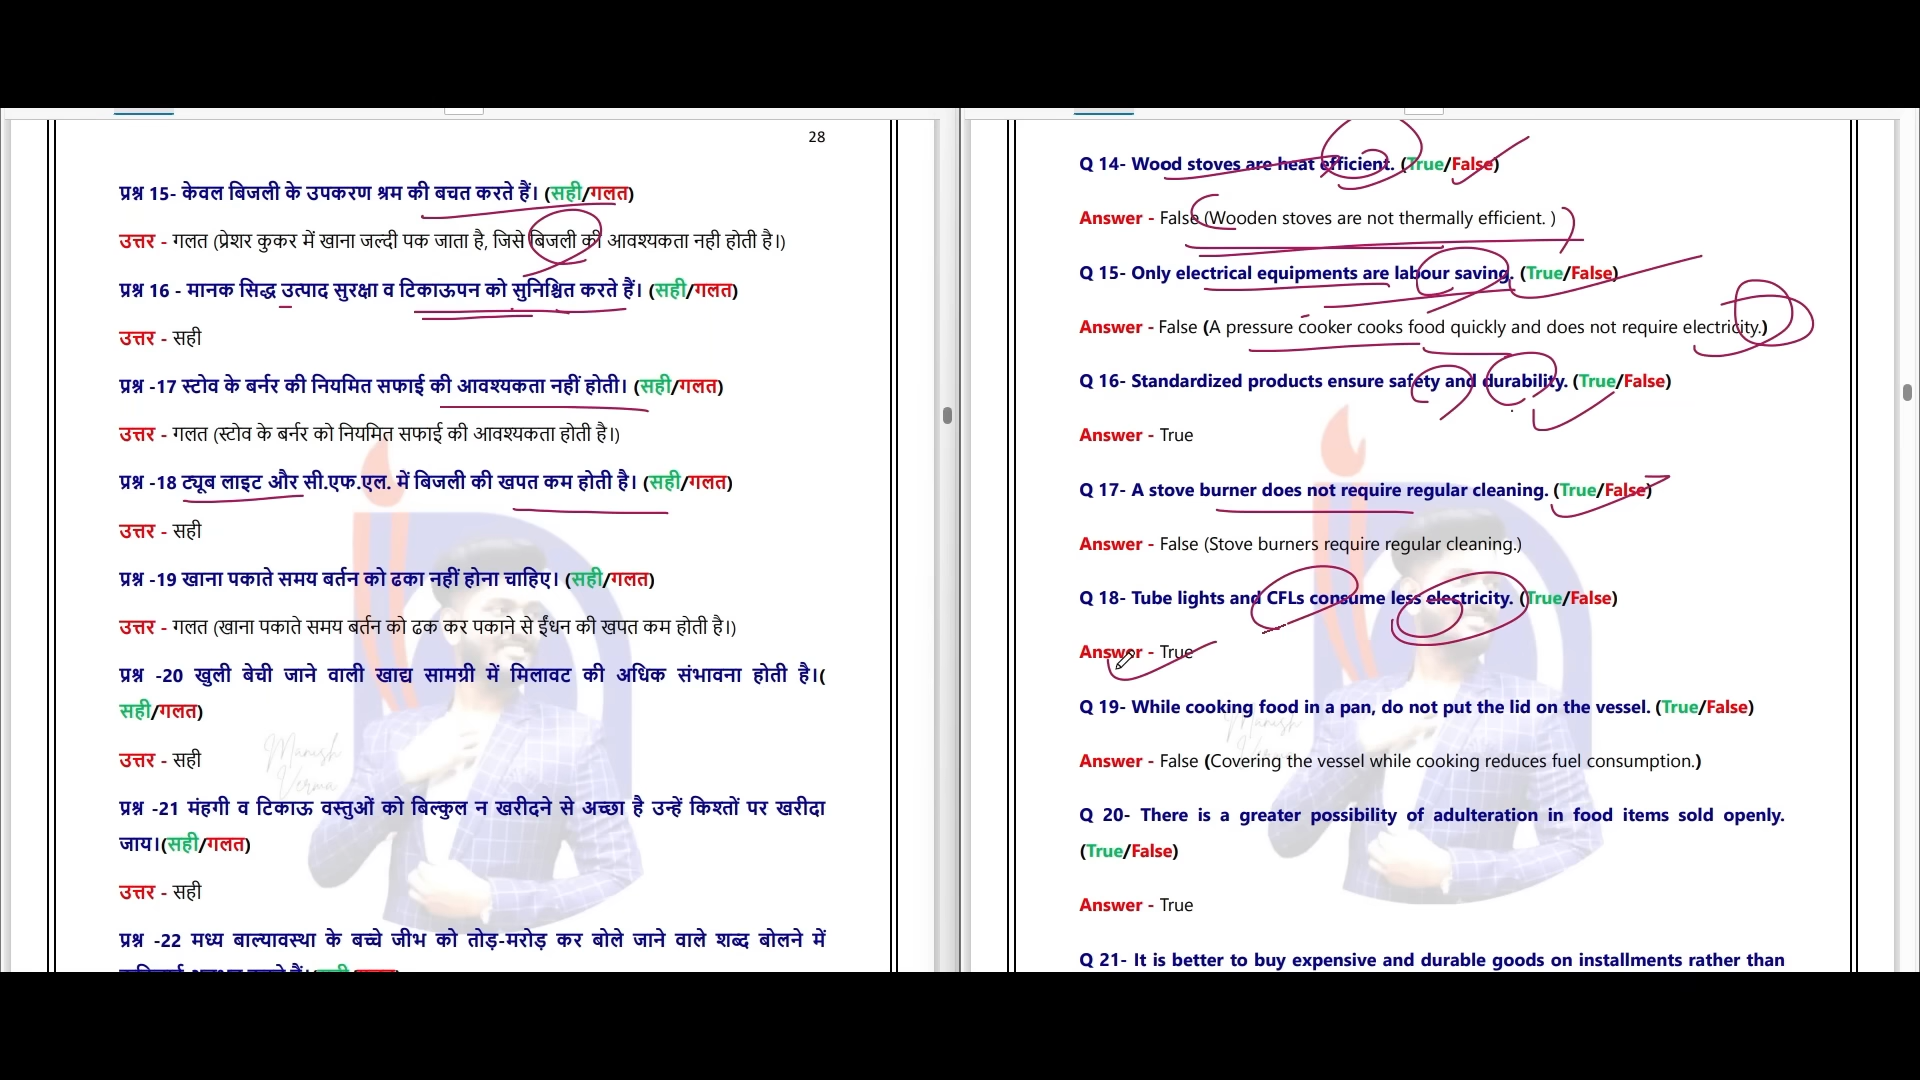 28
प्रश्न 15- केवल बिजली के उपकरण श्रम की बचत करते हैं। (सही/गलत)
उत्तर - गलत (प्रेशर कुकर में खाना जल्दी पक जाता है, जिसे बिजली की आवश्यकता नही होती है।)
प्रश्न 16 - मानक सिद्ध उत्पाद सुरक्षा व टिकाऊपन को सुनिश्चित करते हैं। (सही/गलत)
उत्तर - सही
प्रश्न -17 स्टोव के बर्नर की नियमित सफाई की आवश्यकता नहीं होती। (सही/गलत)
उत्तर - गलत (स्टोव के बर्नर को नियमित सफाई की आवश्यकता होती है।)
प्रश्न -18 ट्यूब लाइट और सी.एफ.एल. में बिजली की खपत कम होती है। (सही/गलत)
उत्तर - सही
प्रश्न -19 खाना पकाते समय बर्तन को ढका नहीं होना चाहिए। (सही/गलत)
उत्तर - गलत (खाना पकाते समय बर्तन को ढक कर पकाने से ईंधन की खपत कम होती है।)
प्रश्न -20 खुली बेची जाने वाली खाद्य सामग्री में मिलावट की अधिक संभावना होती है।(
सही/गलत)
उत्तर - सही
Manish
Verma
प्रश्न -21 मंहगी व टिकाऊ वस्तुओं को बिल्कुल न खरीदने से अच्छा है उन्हें किश्तों पर खरीदा
जाय।(सही/गलत)
उत्तर - सही
प्रश्न -22 मध्य बाल्यावस्था के बच्चे जीभ को तोड़-मरोड़ कर बोले जाने वाले शब्द बोलने में
Q 14- Wood stoves are heat efficient. (True/False)
Answer - False (Wooden stoves are not thermally efficient. )
Q 15- Only electrical equipments are labour saving. (True/False)
Answer - False (A pressure cooker cooks food quickly and does not require electricity.)
Q 16- Standardized products ensure safety and durability. (True/False)
Answer - True
Q 17- A stove burner does not require regular cleaning. (True/False)
Answer - False (Stove burners require regular cleaning.)
Q 18- Tube lights and CFLs consume less electricity. (True/False)
Answer - True
Q 19- While cooking food in a pan, do not put the lid on the vessel. (True/False)
Manish
Answer - False (Covering the vessel while cooking reduces fuel consumption.)
Q 20- There is a greater possibility of adulteration in food items sold openly.
(True/False)
Answer - True
Q 21- It is better to buy expensive and durable goods on installments rather than